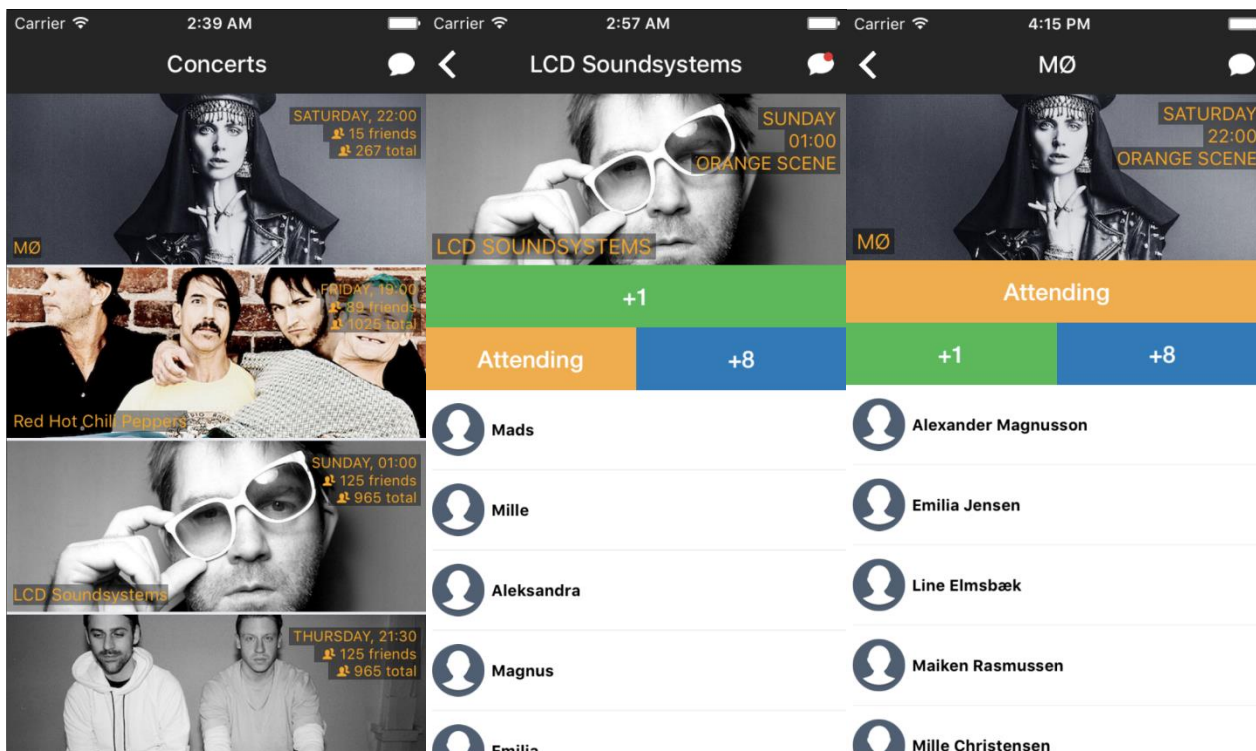 Carrier
2:39 AM
Concerts
SATURDAY, 22:00
15 friends
267 total
MØ
FRIDAY, 19:00
89 friends
1025 total
Red Hot Chili Peppers
SUNDAY, 01:00
125 friends
965 total
LCD Soundsystems
THURSDAY, 21:30
125 friends
965 total
Carrier
2:57 AM
LCD Soundsystems
SUNDAY
01:00
ORANGE SCENE
LCD SOUNDSYSTEMS
+1
Attending
+8
Mads
Mille
Aleksandra
Magnus
Emilia
Carrier
4:15 PM
MØ
SATURDAY
22:00
ORANGE SCENE
MØ
Attending
+1
+8
Alexander Magnusson
Emilia Jensen
Line Elmsbæk
Maiken Rasmussen
Mille Christensen